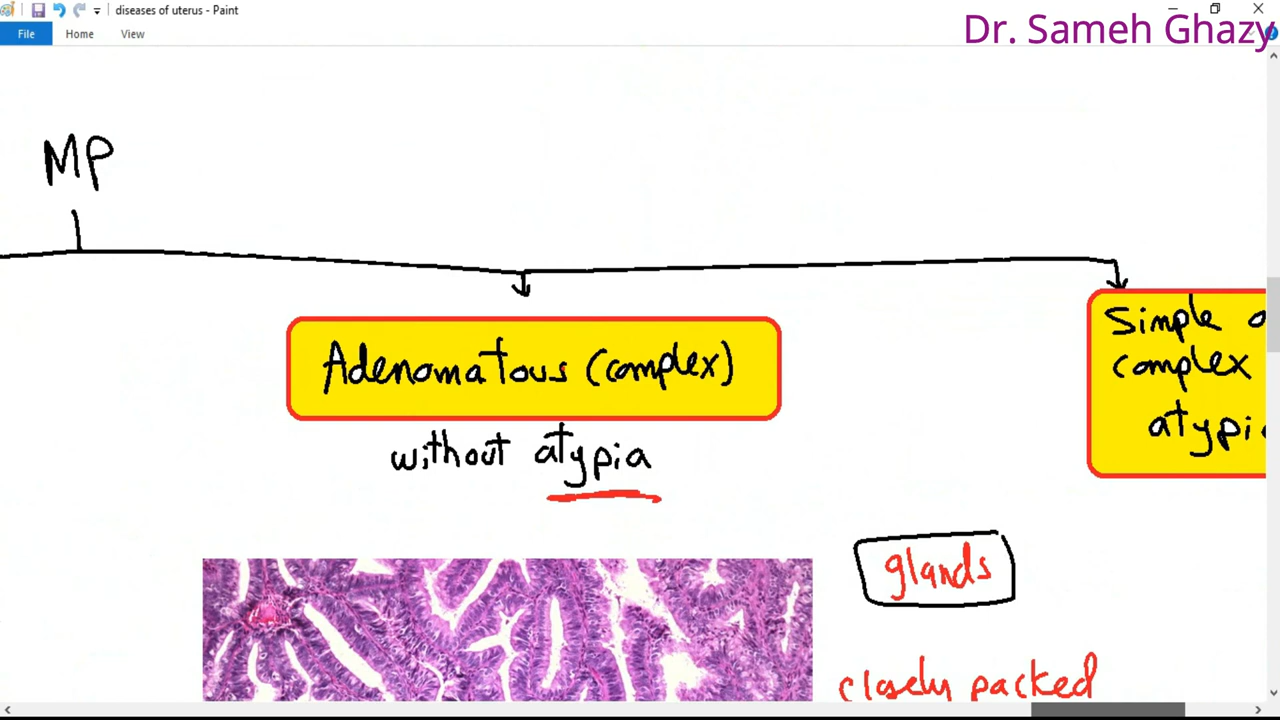 diseases of uterus - Paint
File Home View
Dr. Sameh Ghazy
MP
Adenomatous (complex)
without atypia
Simple
complex
atypi
glands
closely packed